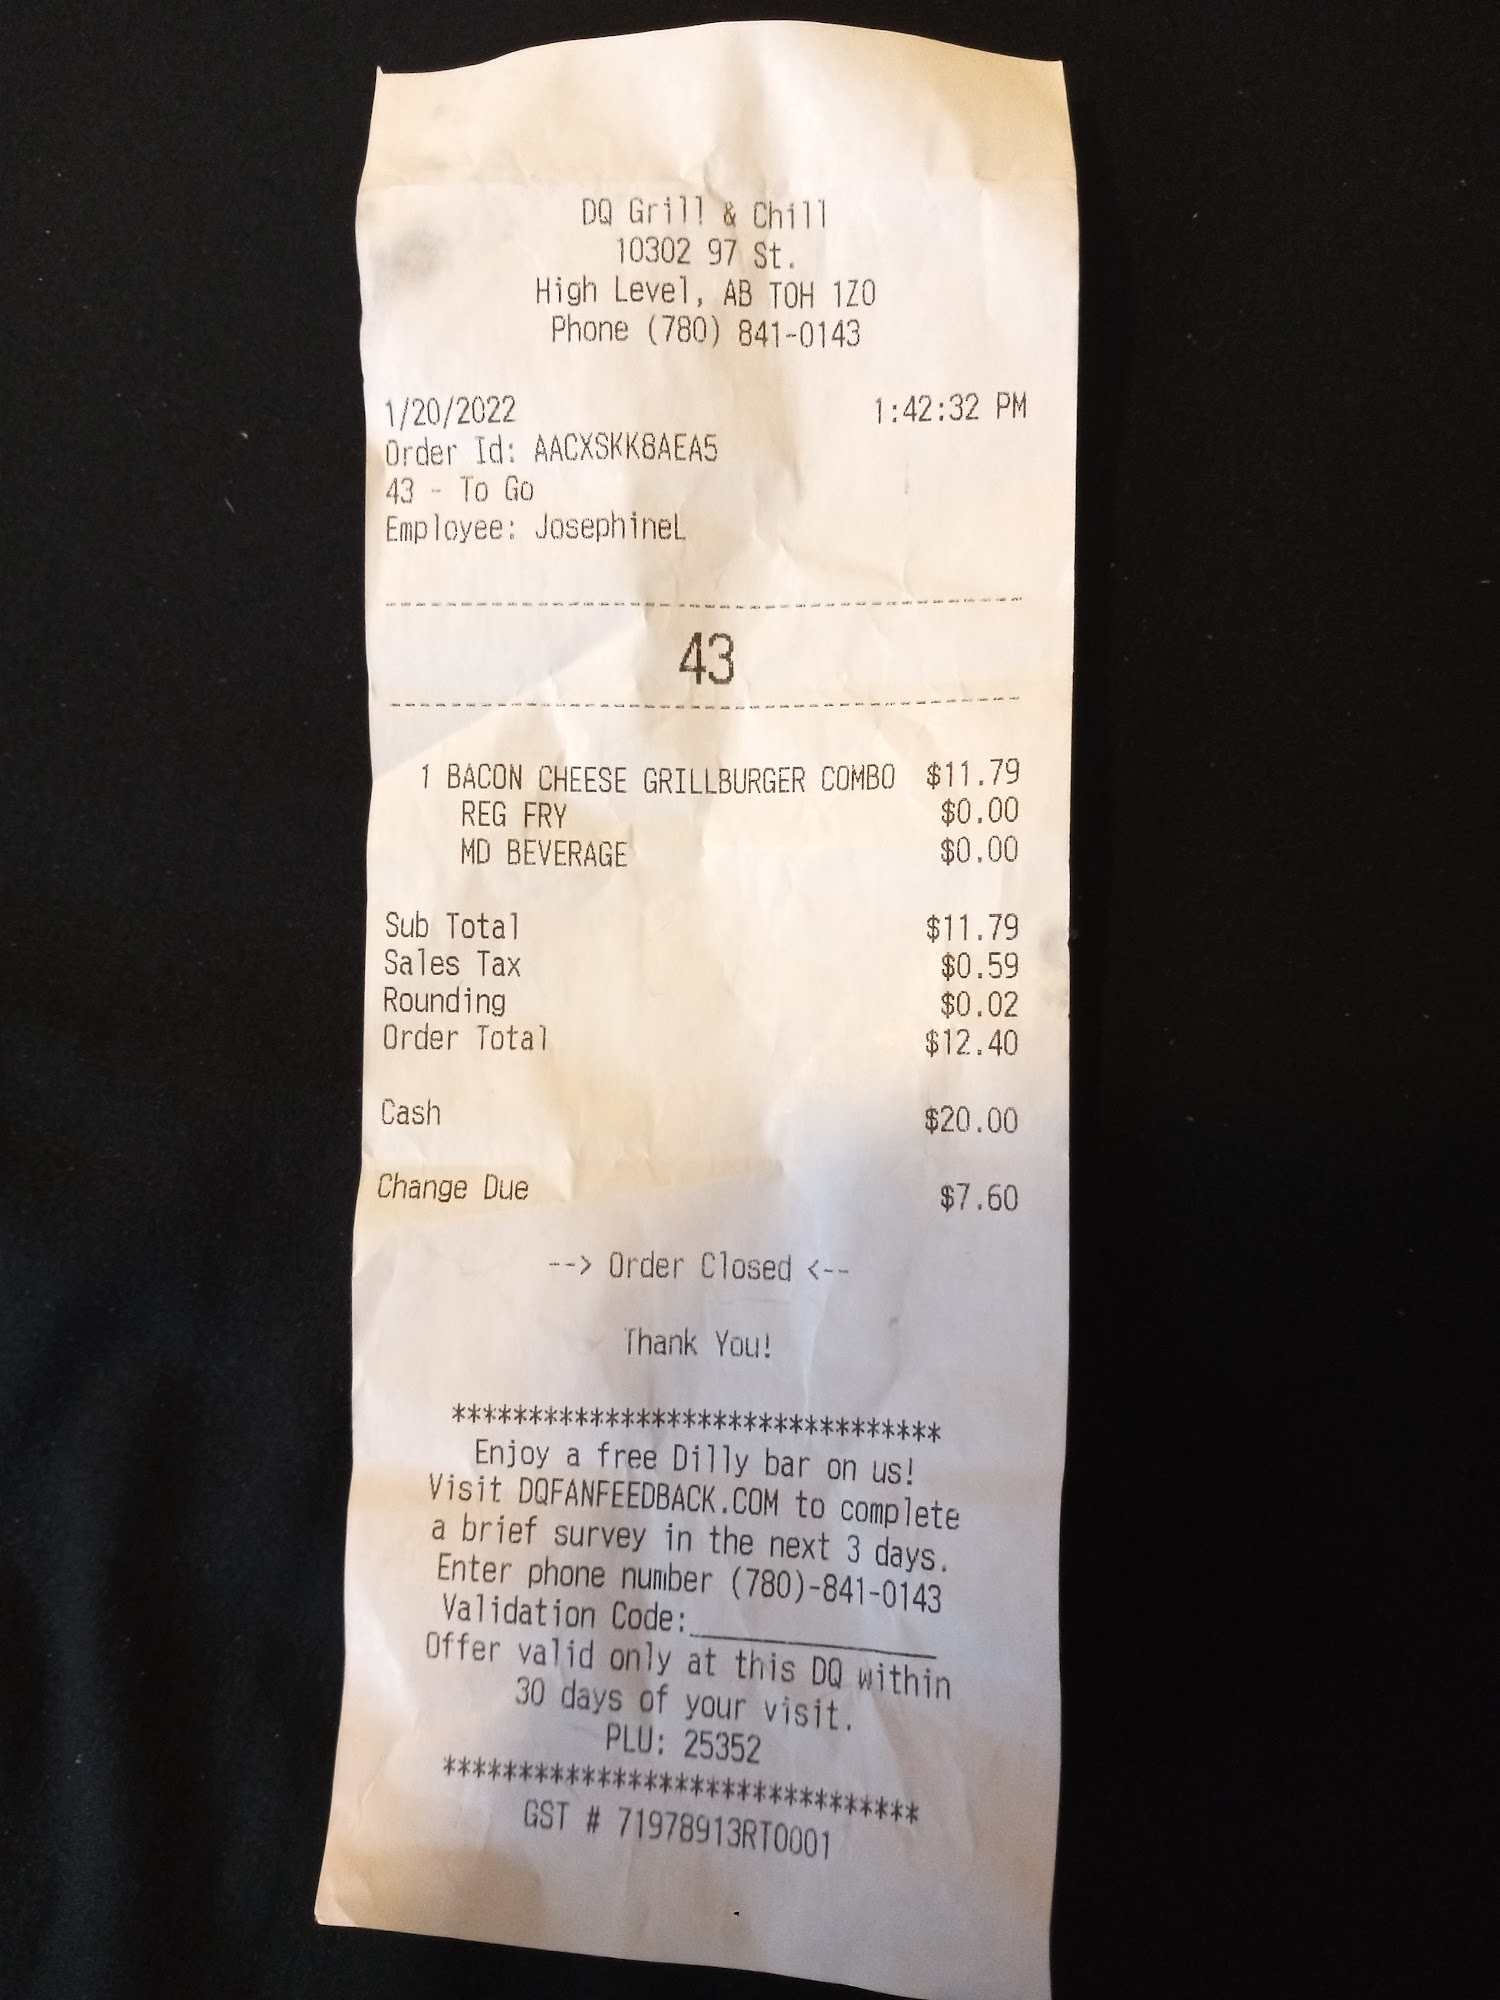 DQ Grill & Chill
10302 97 St.
High Level, AB T0H 1Z0
Phone (780) 841-0143
1/20/2022 1:42:32 PM
Order Id: AACXSKK8AEA5
43 - To Go
Employee: JosephineL
--------------------------------
43
--------------------------------
1 BACON CHEESE GRILLBURGER COMBO $11.79
REG FRY $0.00
MD BEVERAGE $0.00
Sub Total $11.79
Sales Tax $0.59
Rounding $0.02
Order Total $12.40
Cash $20.00
Change Due $7.60
--> Order Closed <--
Thank You!
********************************
Enjoy a free Dilly bar on us!
Visit DQFANFEEDBACK.COM to complete
a brief survey in the next 3 days.
Enter phone number (780)-841-0143
Validation Code:________________
Offer valid only at this DQ within
30 days of your visit.
PLU: 25352
********************************
GST # 71978913RT0001